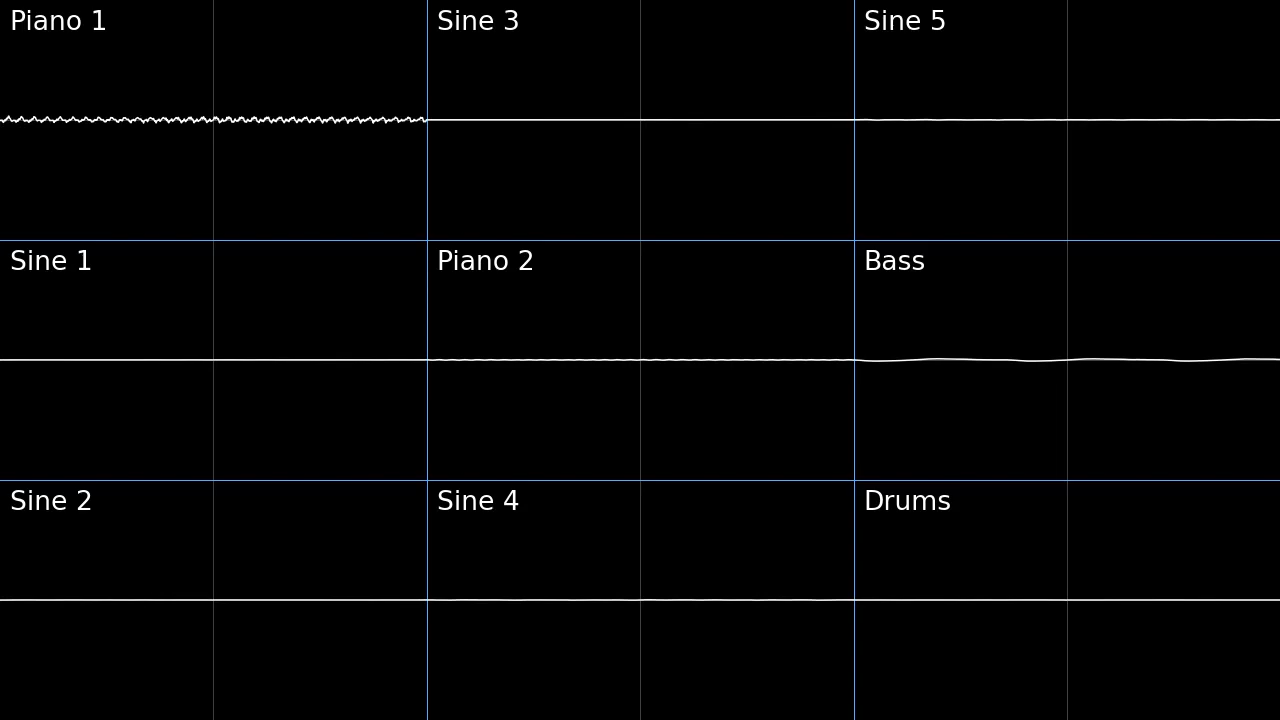 Piano 1
Sine 3
Sine 5
Sine 1
Piano 2
Bass
Sine 2
Sine 4
Drums